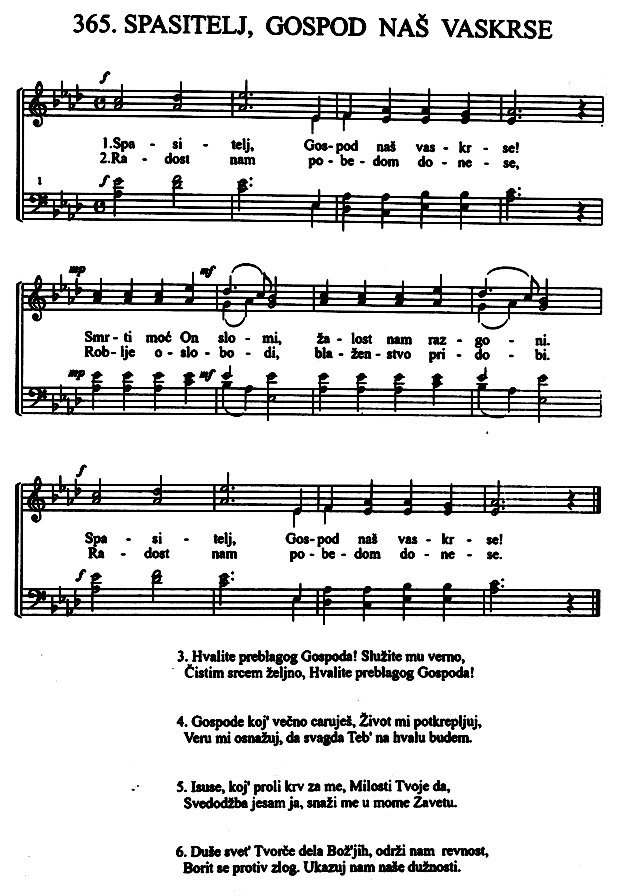 365. SPASITELJ, GOSPOD NAŠ VASKRSE
f
1.Spa - si - telj, Gos-pod naš vas - kr - se!
2.Ra - dost nam po - be - dom do - ne - se,
1
f
mp mf
Smr - ti moć On slo - mi, ža - lost nam raz - go - ni.
Rob - lje o - slo - bo - di, bla - žen - stvo pri - do - bi.
mp mf
f
Spa - si - telj, Gos-pod naš vas - kr - se!
Ra - dost nam po - be - dom do - ne - se.
f
3. Hvalite preblagog Gospoda! Služite mu verno,
Čistim srcem željno, Hvalite preblagog Gospoda!
4. Gospode koj' večno caruješ, Život mi potkrepljuj,
Veru mi osnažuj, da svagda Teb' na hvalu budem.
5. Isuse, koj' proli krv za me, Milosti Tvoje da,
Svedodžba jesam ja, snaži me u mome Zavetu.
6. Duše svet' Tvorče dela Bož'jih, održi nam revnost,
Borit se protiv zlog. Ukazuj nam naše dužnosti.